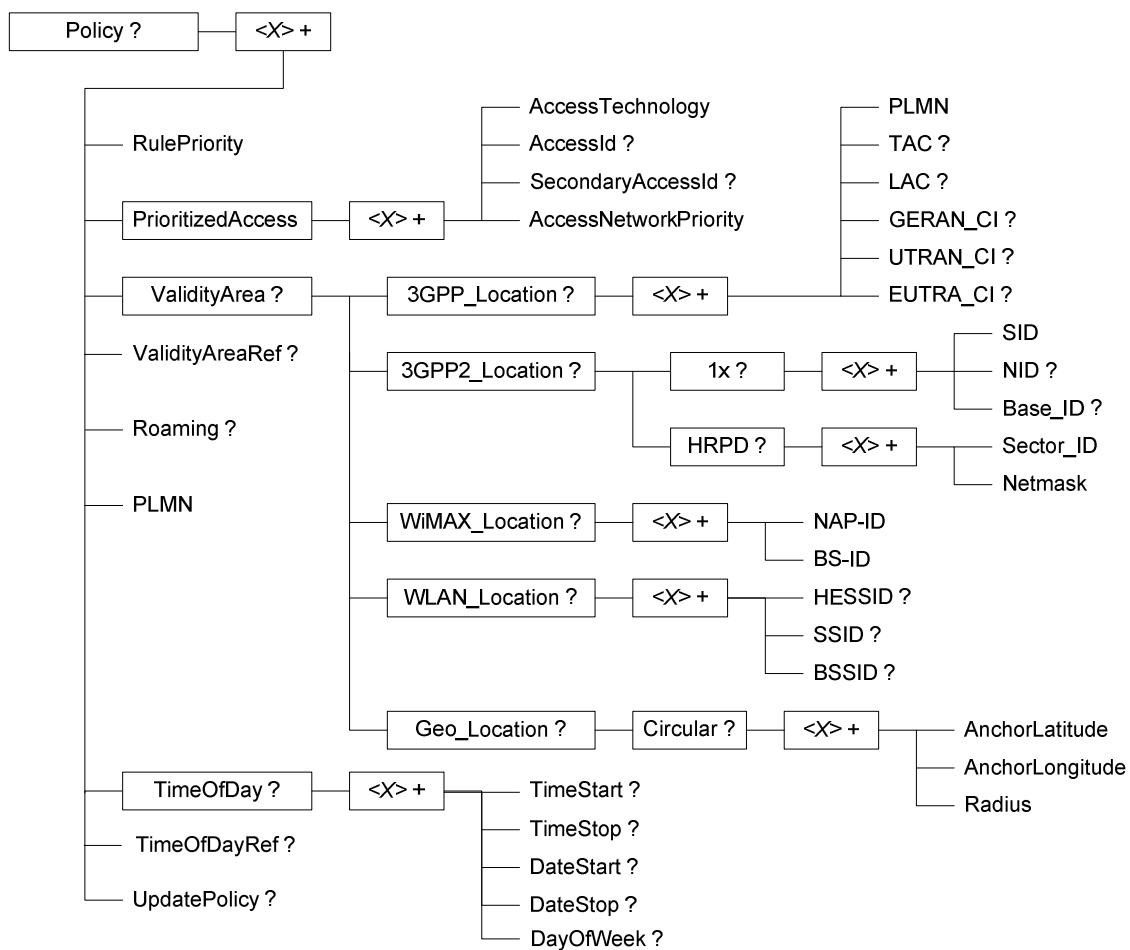 Policy ?
<X> +
RulePriority
PrioritizedAccess
<X> +
AccessTechnology
AccessId ?
SecondaryAccessId ?
AccessNetworkPriority
ValidityArea ?
3GPP_Location ?
<X> +
PLMN
TAC ?
LAC ?
GERAN_CI ?
UTRAN_CI ?
EUTRA_CI ?
3GPP2_Location ?
1x ?
<X> +
SID
NID ?
Base_ID ?
HRPD ?
<X> +
Sector_ID
Netmask
WiMAX_Location ?
<X> +
NAP-ID
BS-ID
WLAN_Location ?
<X> +
HESSID ?
SSID ?
BSSID ?
Geo_Location ?
Circular ?
<X> +
AnchorLatitude
AnchorLongitude
Radius
ValidityAreaRef ?
Roaming ?
PLMN
TimeOfDay ?
<X> +
TimeStart ?
TimeStop ?
DateStart ?
DateStop ?
DayOfWeek ?
TimeOfDayRef ?
UpdatePolicy ?